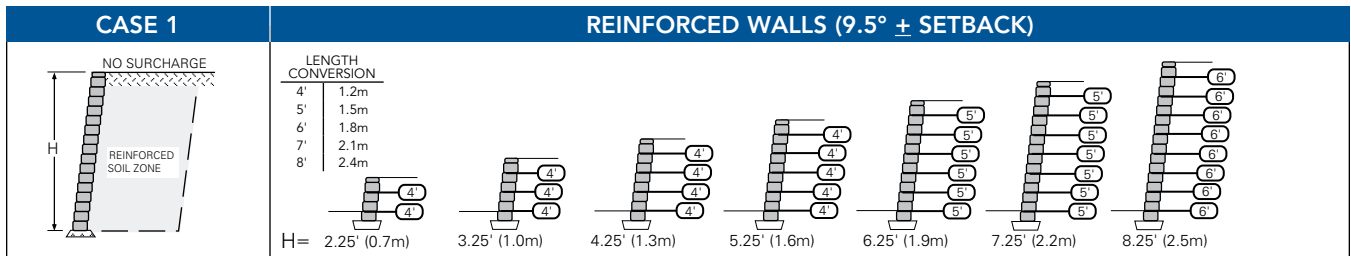 CASE 1
REINFORCED WALLS (9.5° ± SETBACK)
NO SURCHARGE
H
REINFORCED
SOIL ZONE
LENGTH
CONVERSION
4' 1.2m
5' 1.5m
6' 1.8m
7' 2.1m
8' 2.4m
4'
4'
4'
4'
4'
4'
4'
4'
4'
4'
4'
4'
4'
4'
5'
5'
5'
5'
5'
5'
5'
5'
5'
5'
5'
5'
5'
6'
6'
6'
6'
6'
6'
6'
6'
H= 2.25' (0.7m) 3.25' (1.0m) 4.25' (1.3m) 5.25' (1.6m) 6.25' (1.9m) 7.25' (2.2m) 8.25' (2.5m)